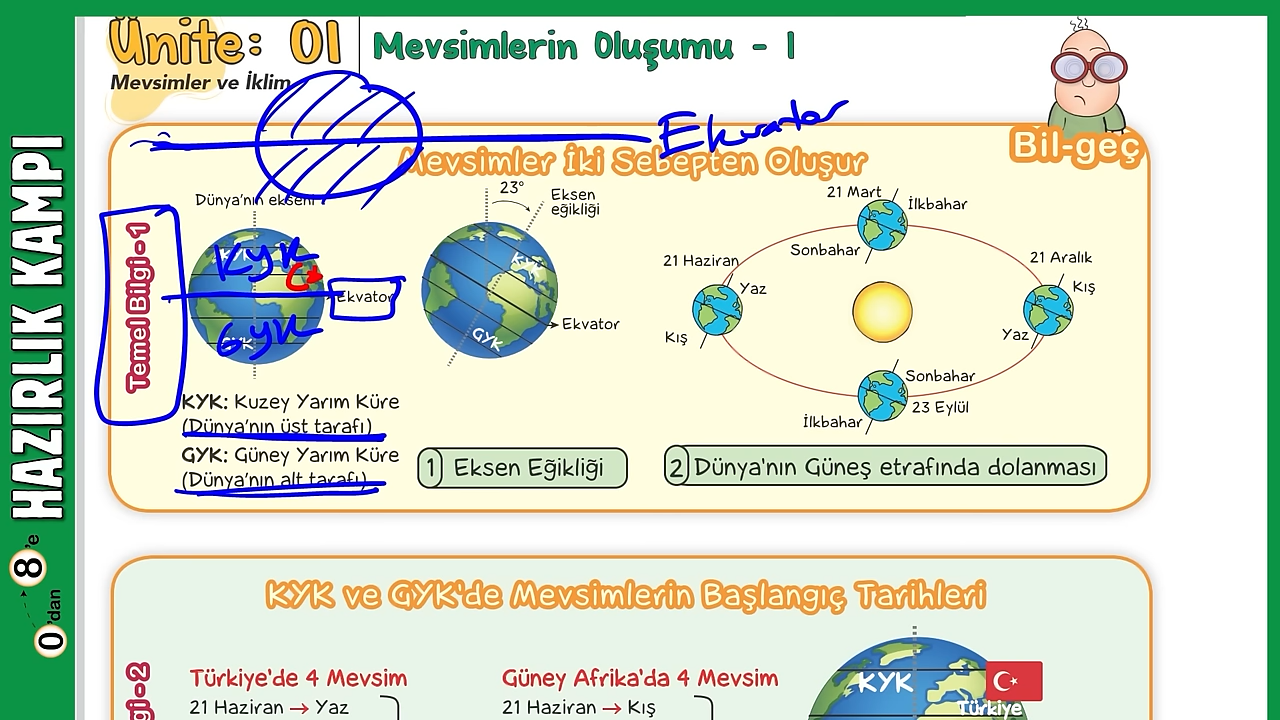 HAZIRLIK KAMPI
0'dan 8'e
Ünite: 01
Mevsimler ve İklim
Mevsimlerin Oluşumu - 1
Ekvator
Bil-geç
Mevsimler İki Sebepten Oluşur
Temel Bilgi-1
Dünya'nın ekseni
KYK
KYK
Ekvator
GYK
GYK
KYK: Kuzey Yarım Küre
(Dünya'nın üst tarafı)
GYK: Güney Yarım Küre
(Dünya'nın alt tarafı)
23°
Eksen
eğikliği
KYK
Ekvator
GYK
1 Eksen Eğikliği
21 Mart
İlkbahar
Sonbahar
21 Haziran
Yaz
Kış
21 Aralık
Kış
Yaz
Sonbahar
23 Eylül
İlkbahar
2 Dünya'nın Güneş etrafında dolanması
KYK ve GYK'de Mevsimlerin Başlangıç Tarihleri
gi-2
Türkiye'de 4 Mevsim
21 Haziran → Yaz
Güney Afrika'da 4 Mevsim
21 Haziran → Kış
KYK
Türkiye